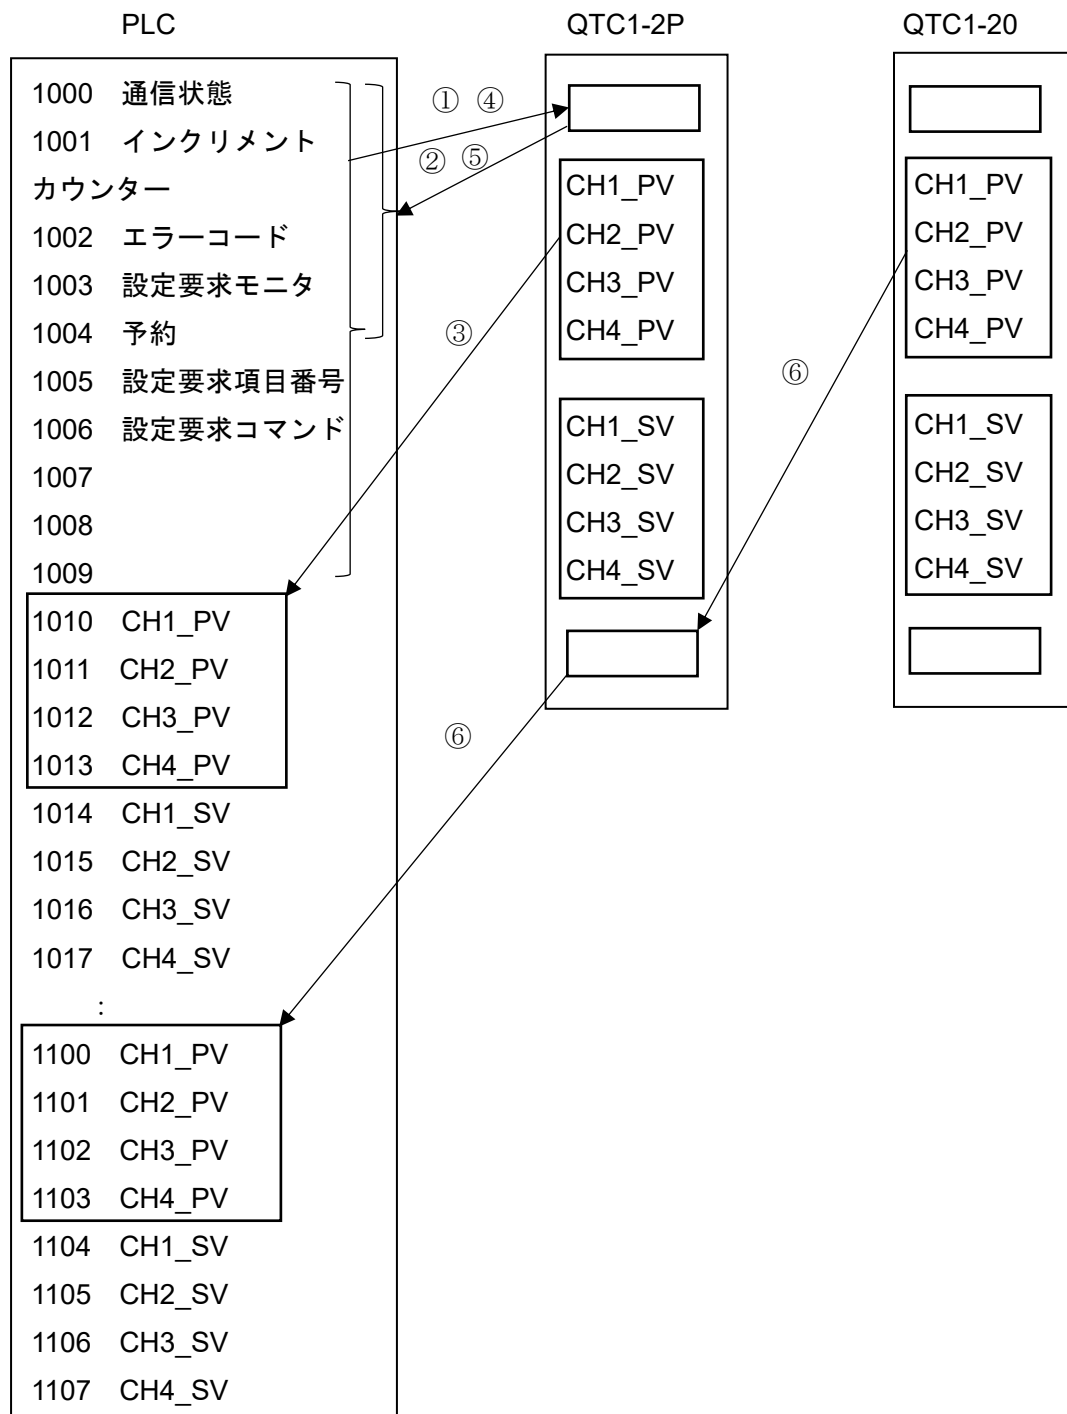 PLC
QTC1-2P
QTC1-20
1000 通信状態
1001 インクリメント
カウンター
1002 エラーコード
1003 設定要求モニタ
1004 予約
1005 設定要求項目番号
1006 設定要求コマンド
1007
1008
1009
1010 CH1_PV
1011 CH2_PV
1012 CH3_PV
1013 CH4_PV
1014 CH1_SV
1015 CH2_SV
1016 CH3_SV
1017 CH4_SV
:
1100 CH1_PV
1101 CH2_PV
1102 CH3_PV
1103 CH4_PV
1104 CH1_SV
1105 CH2_SV
1106 CH3_SV
1107 CH4_SV
① ④
② ⑤
③
⑥
CH1_PV
CH2_PV
CH3_PV
CH4_PV
CH1_SV
CH2_SV
CH3_SV
CH4_SV
⑥
CH1_PV
CH2_PV
CH3_PV
CH4_PV
CH1_SV
CH2_SV
CH3_SV
CH4_SV